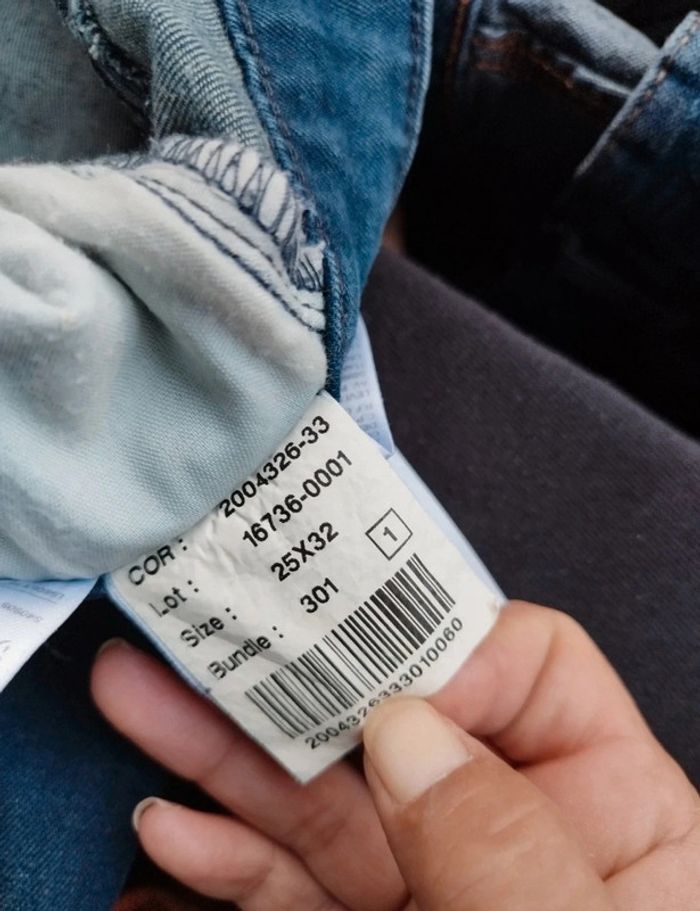 COR : 2004326-33
Lot : 16736-0001
Size : 25X32
Bundle : 301
1
2004326333010060